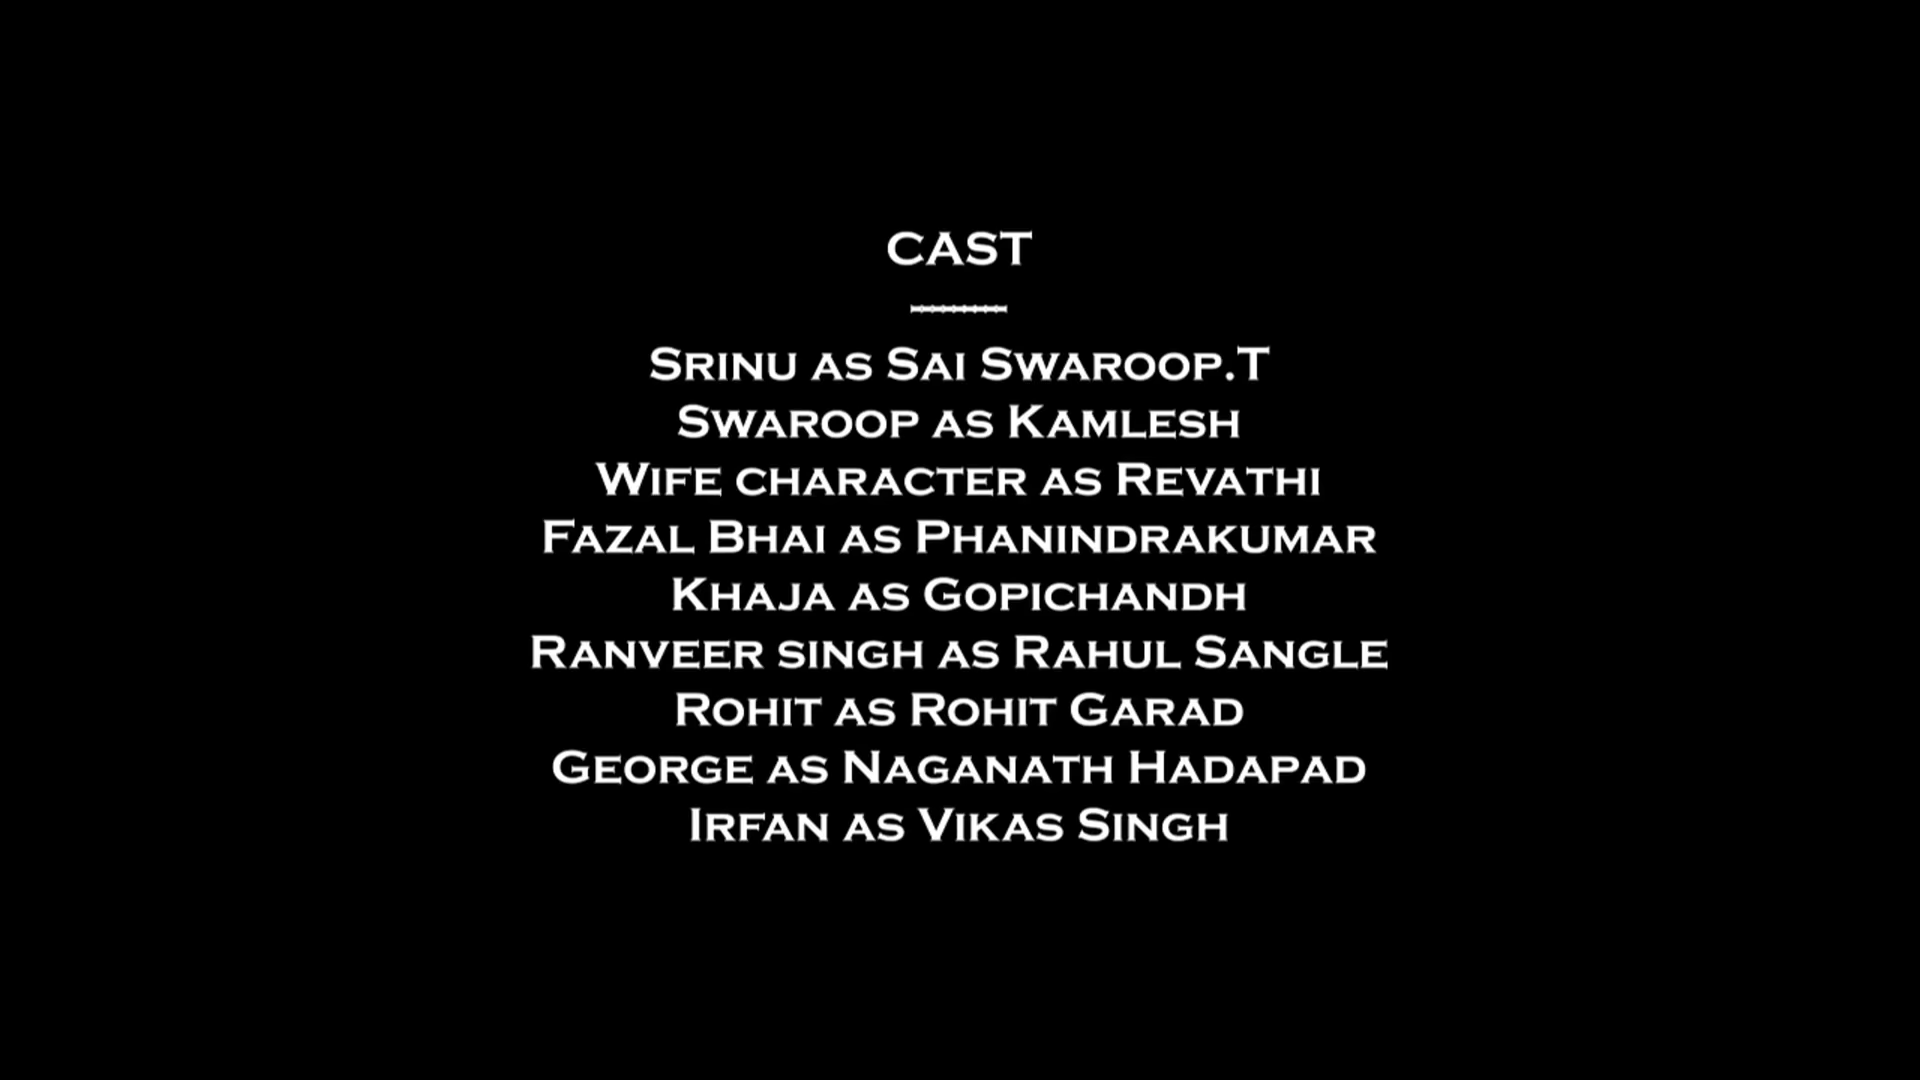 CAST
---------
Srinu as Sai Swaroop.T
Swaroop as Kamlesh
Wife character as Revathi
Fazal Bhai as Phanindrakumar
Khaja as Gopichandh
Ranveer singh as Rahul Sangle
Rohit as Rohit Garad
George as Naganath Hadapad
Irfan as Vikas Singh